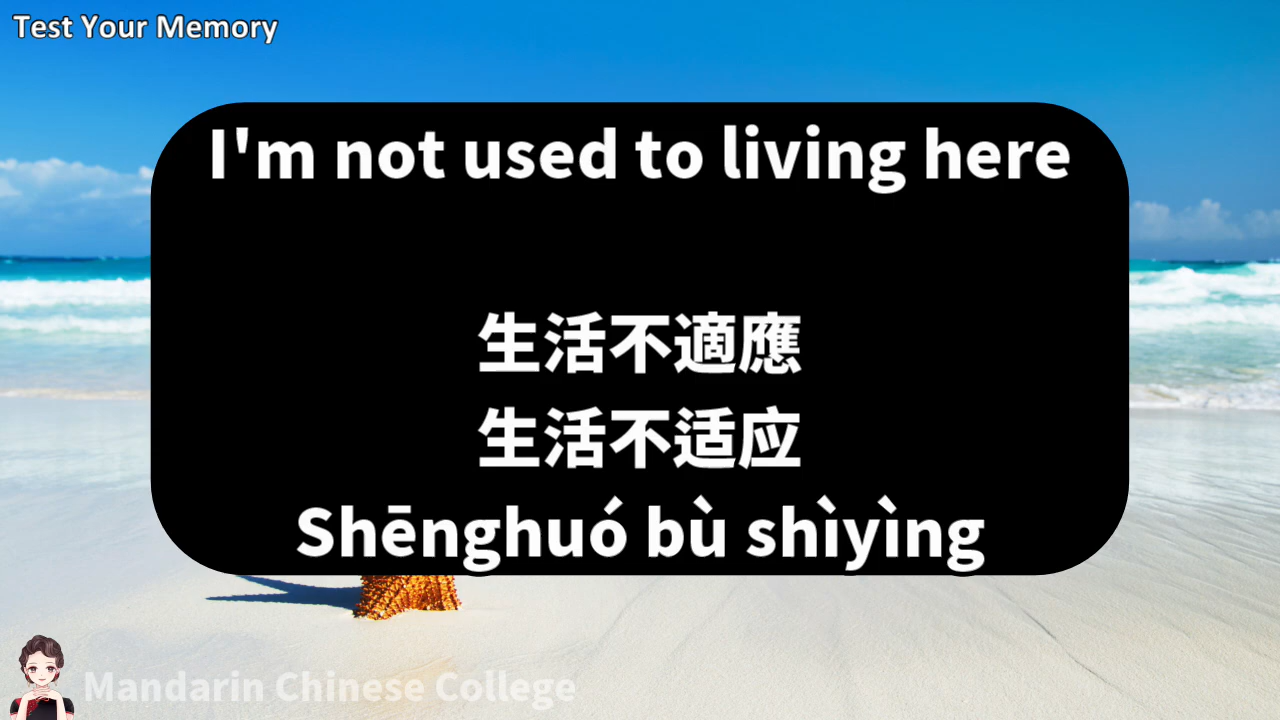 Test Your Memory
I'm not used to living here
生活不適應
生活不适应
Shēnghuó bù shìyìng
Mandarin Chinese College